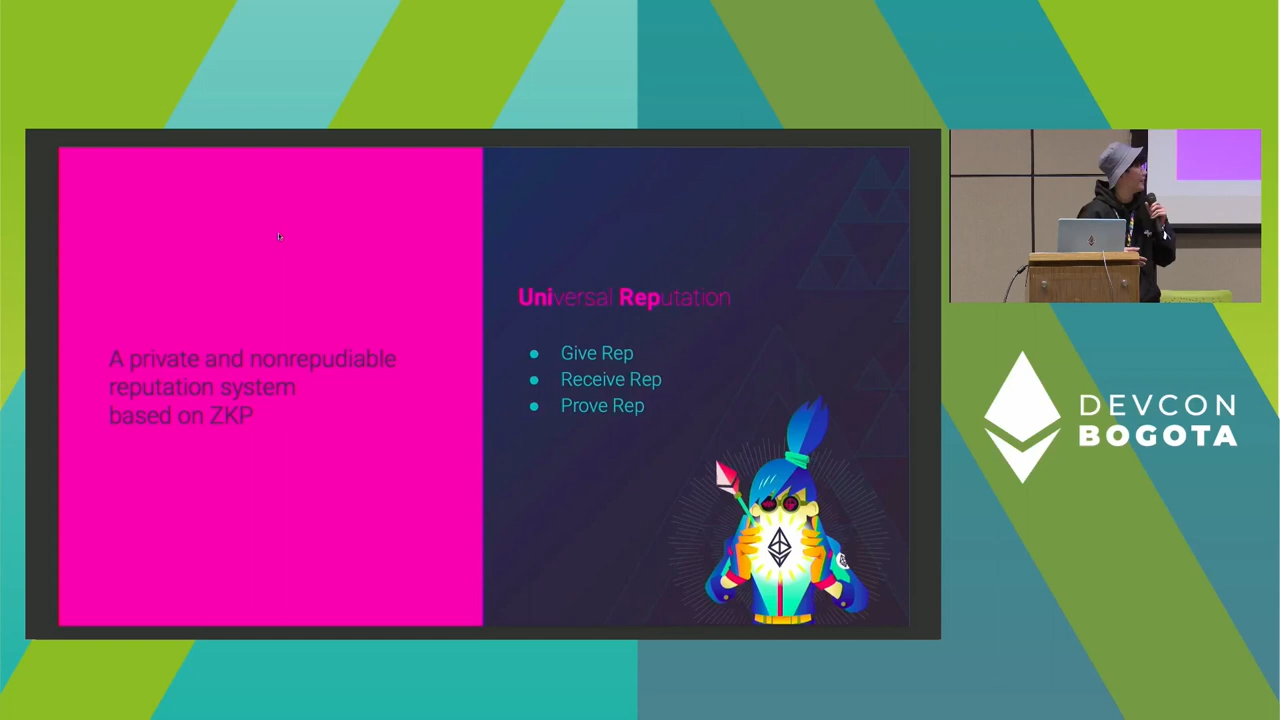 A private and nonrepudiable
reputation system
based on ZKP
Universal Reputation
Give Rep
Receive Rep
Prove Rep
DEVCON
BOGOTA